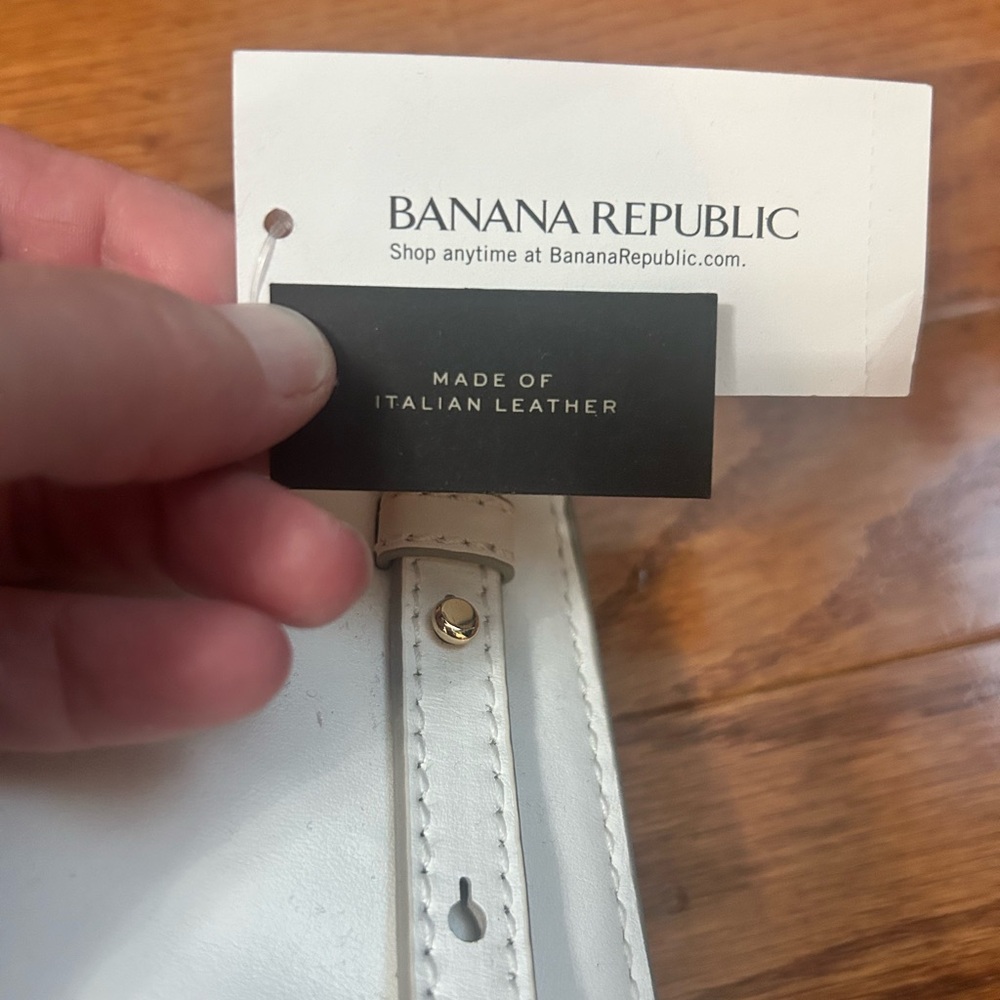 BANANA REPUBLIC
Shop anytime at BananaRepublic.com.
MADE OF
ITALIAN LEATHER